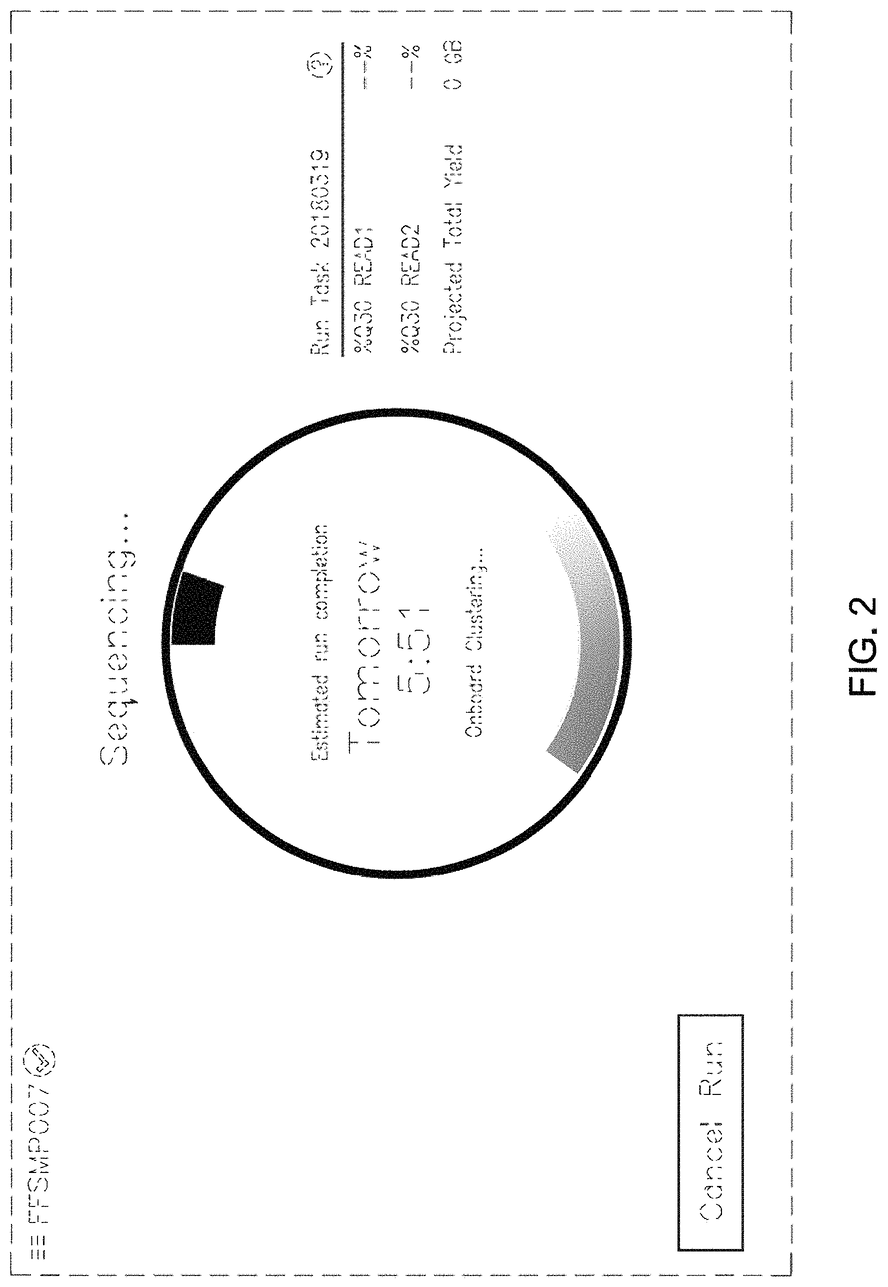 FFSMP007
Sequencing...
Estimated run completion
Tomorrow
5:51
Onboard Clustering...
Run Task 20180319 ?
%Q30 READ1 --%
%Q30 READ2 --%
Projected Total Yield 0 GB
Cancel Run
FIG. 2